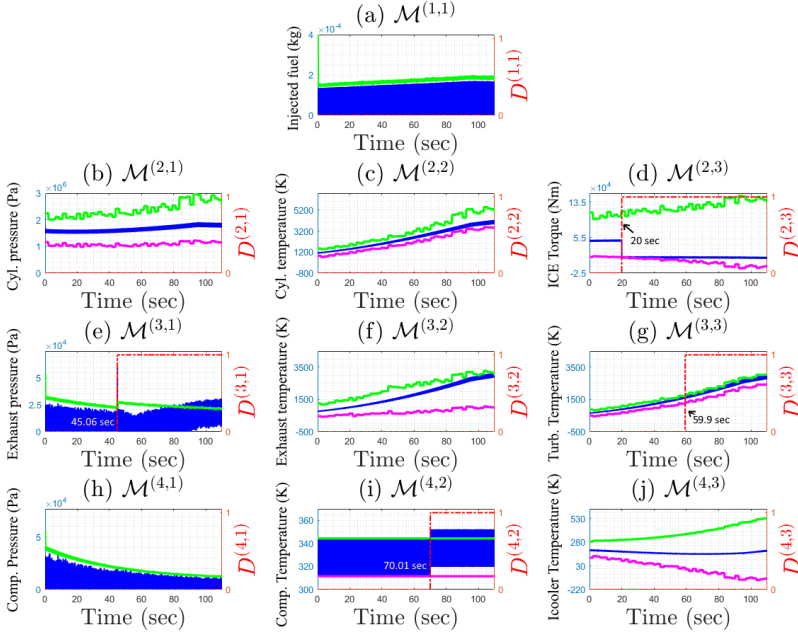 (a) M^(1,1)
×10^-4
4
2
0
1
0
Injected fuel (kg)
D^(1,1)
0 20 40 60 80 100
Time (sec)
(b) M^(2,1)
×10^6
3
2
1
0
1
0
Cyl. pressure (Pa)
D^(2,1)
0 20 40 60 80 100
Time (sec)
(c) M^(2,2)
5200
3200
1200
-800
1
0
Cyl. temperature (K)
D^(2,2)
0 20 40 60 80 100
Time (sec)
(d) M^(2,3)
×10^4
13.5
5.5
-2.5
1
0
20 sec
ICE Torque (Nm)
D^(2,3)
0 20 40 60 80 100
Time (sec)
(e) M^(3,1)
×10^4
5
2.5
0
1
0
45.06 sec
Exhaust pressure (Pa)
D^(3,1)
0 20 40 60 80 100
Time (sec)
(f) M^(3,2)
3500
1500
-500
1
0
Exhaust temperature (K)
D^(3,2)
0 20 40 60 80 100
Time (sec)
(g) M^(3,3)
3500
1500
-500
1
0
59.9 sec
Turb. Temperature (K)
D^(3,3)
0 20 40 60 80 100
Time (sec)
(h) M^(4,1)
×10^4
5
0
1
0
Comp. Pressure (Pa)
D^(4,1)
0 20 40 60 80 100
Time (sec)
(i) M^(4,2)
360
340
320
300
1
0
70.01 sec
Comp. Temperature (K)
D^(4,2)
0 20 40 60 80 100
Time (sec)
(j) M^(4,3)
530
280
30
-220
1
0
Icooler Temperature (K)
D^(4,3)
0 20 40 60 80 100
Time (sec)